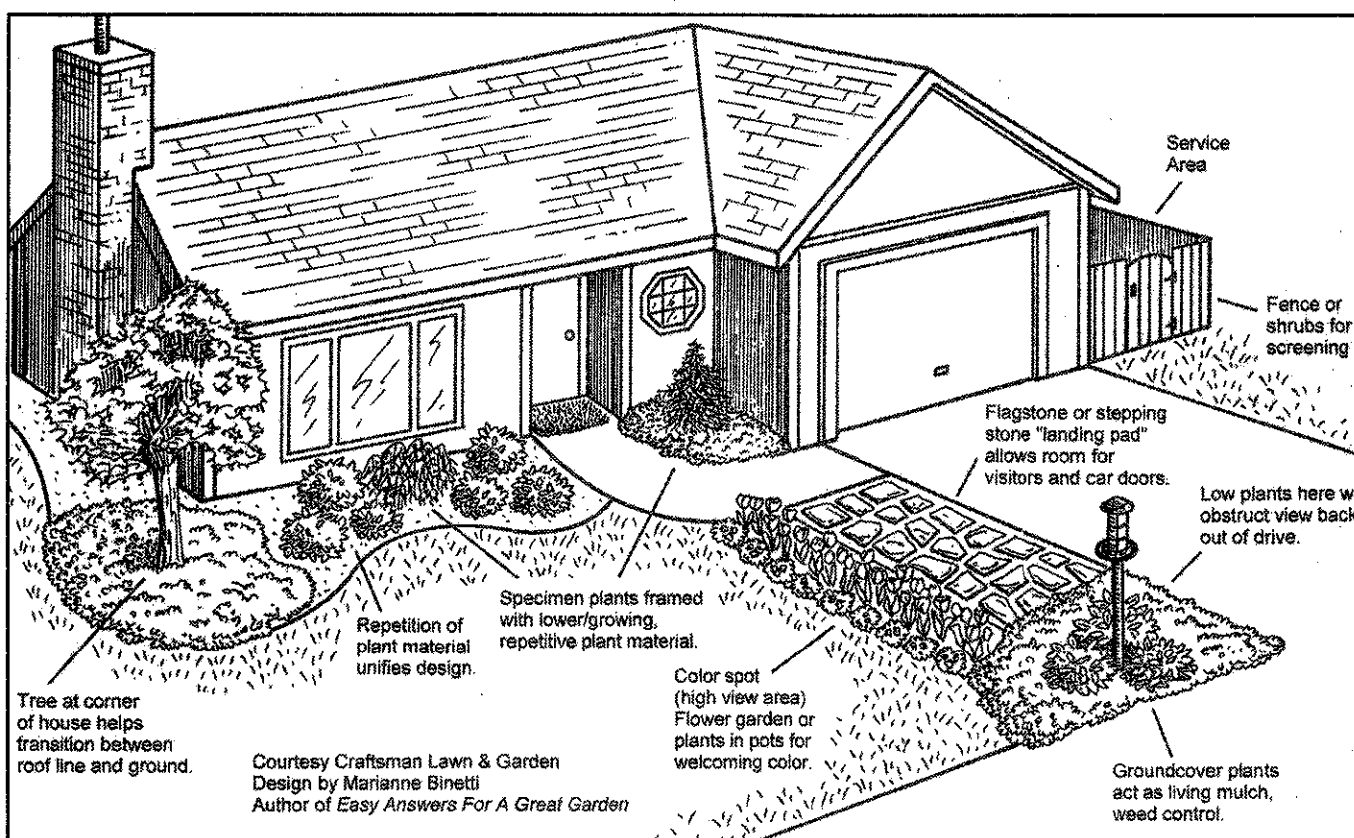 Service
Area
Fence or
shrubs for
screening
Flagstone or stepping
stone "landing pad"
allows room for
visitors and car doors.
Low plants here w
obstruct view back
out of drive.
Specimen plants framed
with lower/growing,
repetitive plant material.
Repetition of
plant material
unifies design.
Color spot
(high view area)
Flower garden or
plants in pots for
welcoming color.
Tree at corner
of house helps
transition between
roof line and ground.
Courtesy Craftsman Lawn & Garden
Design by Marianne Binetti
Author of Easy Answers For A Great Garden
Groundcover plants
act as living mulch,
weed control.